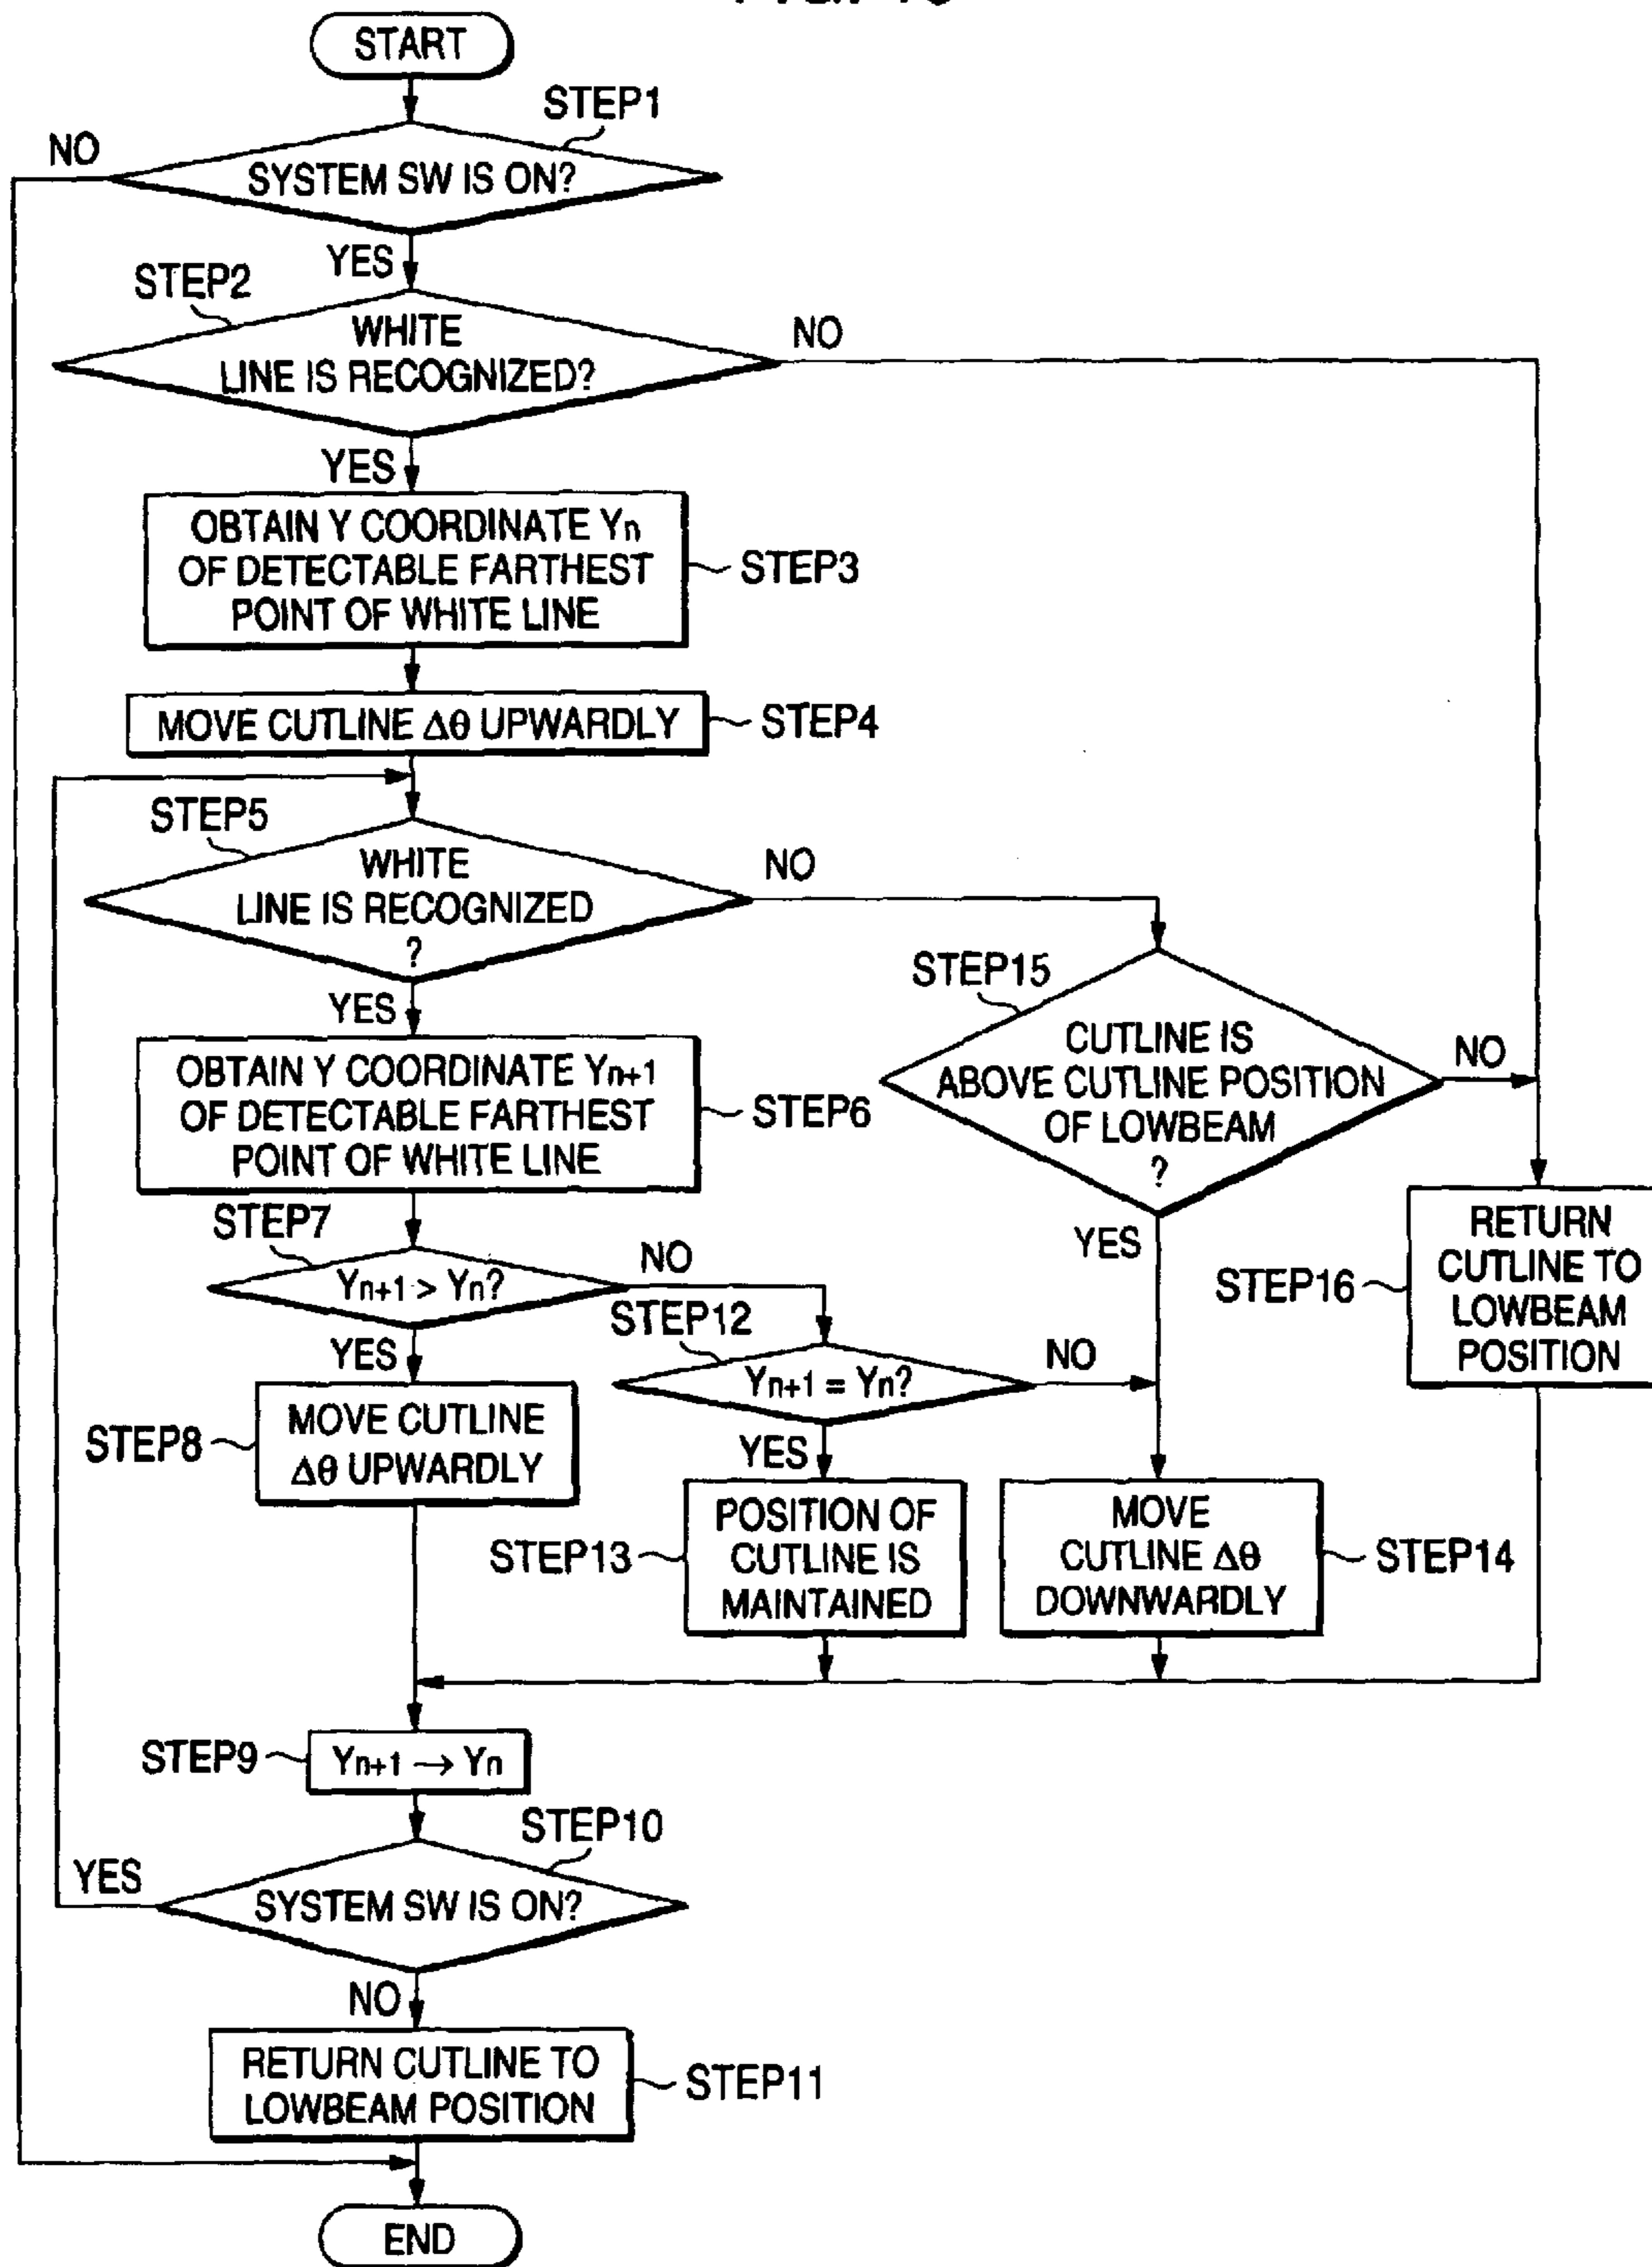 START
STEP1
NO
SYSTEM SW IS ON?
YES
STEP2
WHITE
LINE IS RECOGNIZED?
NO
YES
OBTAIN Y COORDINATE Yn
OF DETECTABLE FARTHEST
POINT OF WHITE LINE
STEP3
MOVE CUTLINE Δθ UPWARDLY
STEP4
STEP5
WHITE
LINE IS RECOGNIZED
?
NO
YES
STEP15
CUTLINE IS
ABOVE CUTLINE POSITION
OF LOWBEAM
?
NO
YES
OBTAIN Y COORDINATE Yn+1
OF DETECTABLE FARTHEST
POINT OF WHITE LINE
STEP6
STEP7
Yn+1 > Yn?
NO
YES
STEP12
Yn+1 = Yn?
NO
YES
STEP16
RETURN
CUTLINE TO
LOWBEAM
POSITION
STEP8
MOVE CUTLINE
Δθ UPWARDLY
STEP13
POSITION OF
CUTLINE IS
MAINTAINED
MOVE
CUTLINE Δθ
DOWNWARDLY
STEP14
STEP9
Yn+1 → Yn
STEP10
YES
SYSTEM SW IS ON?
NO
RETURN CUTLINE TO
LOWBEAM POSITION
STEP11
END